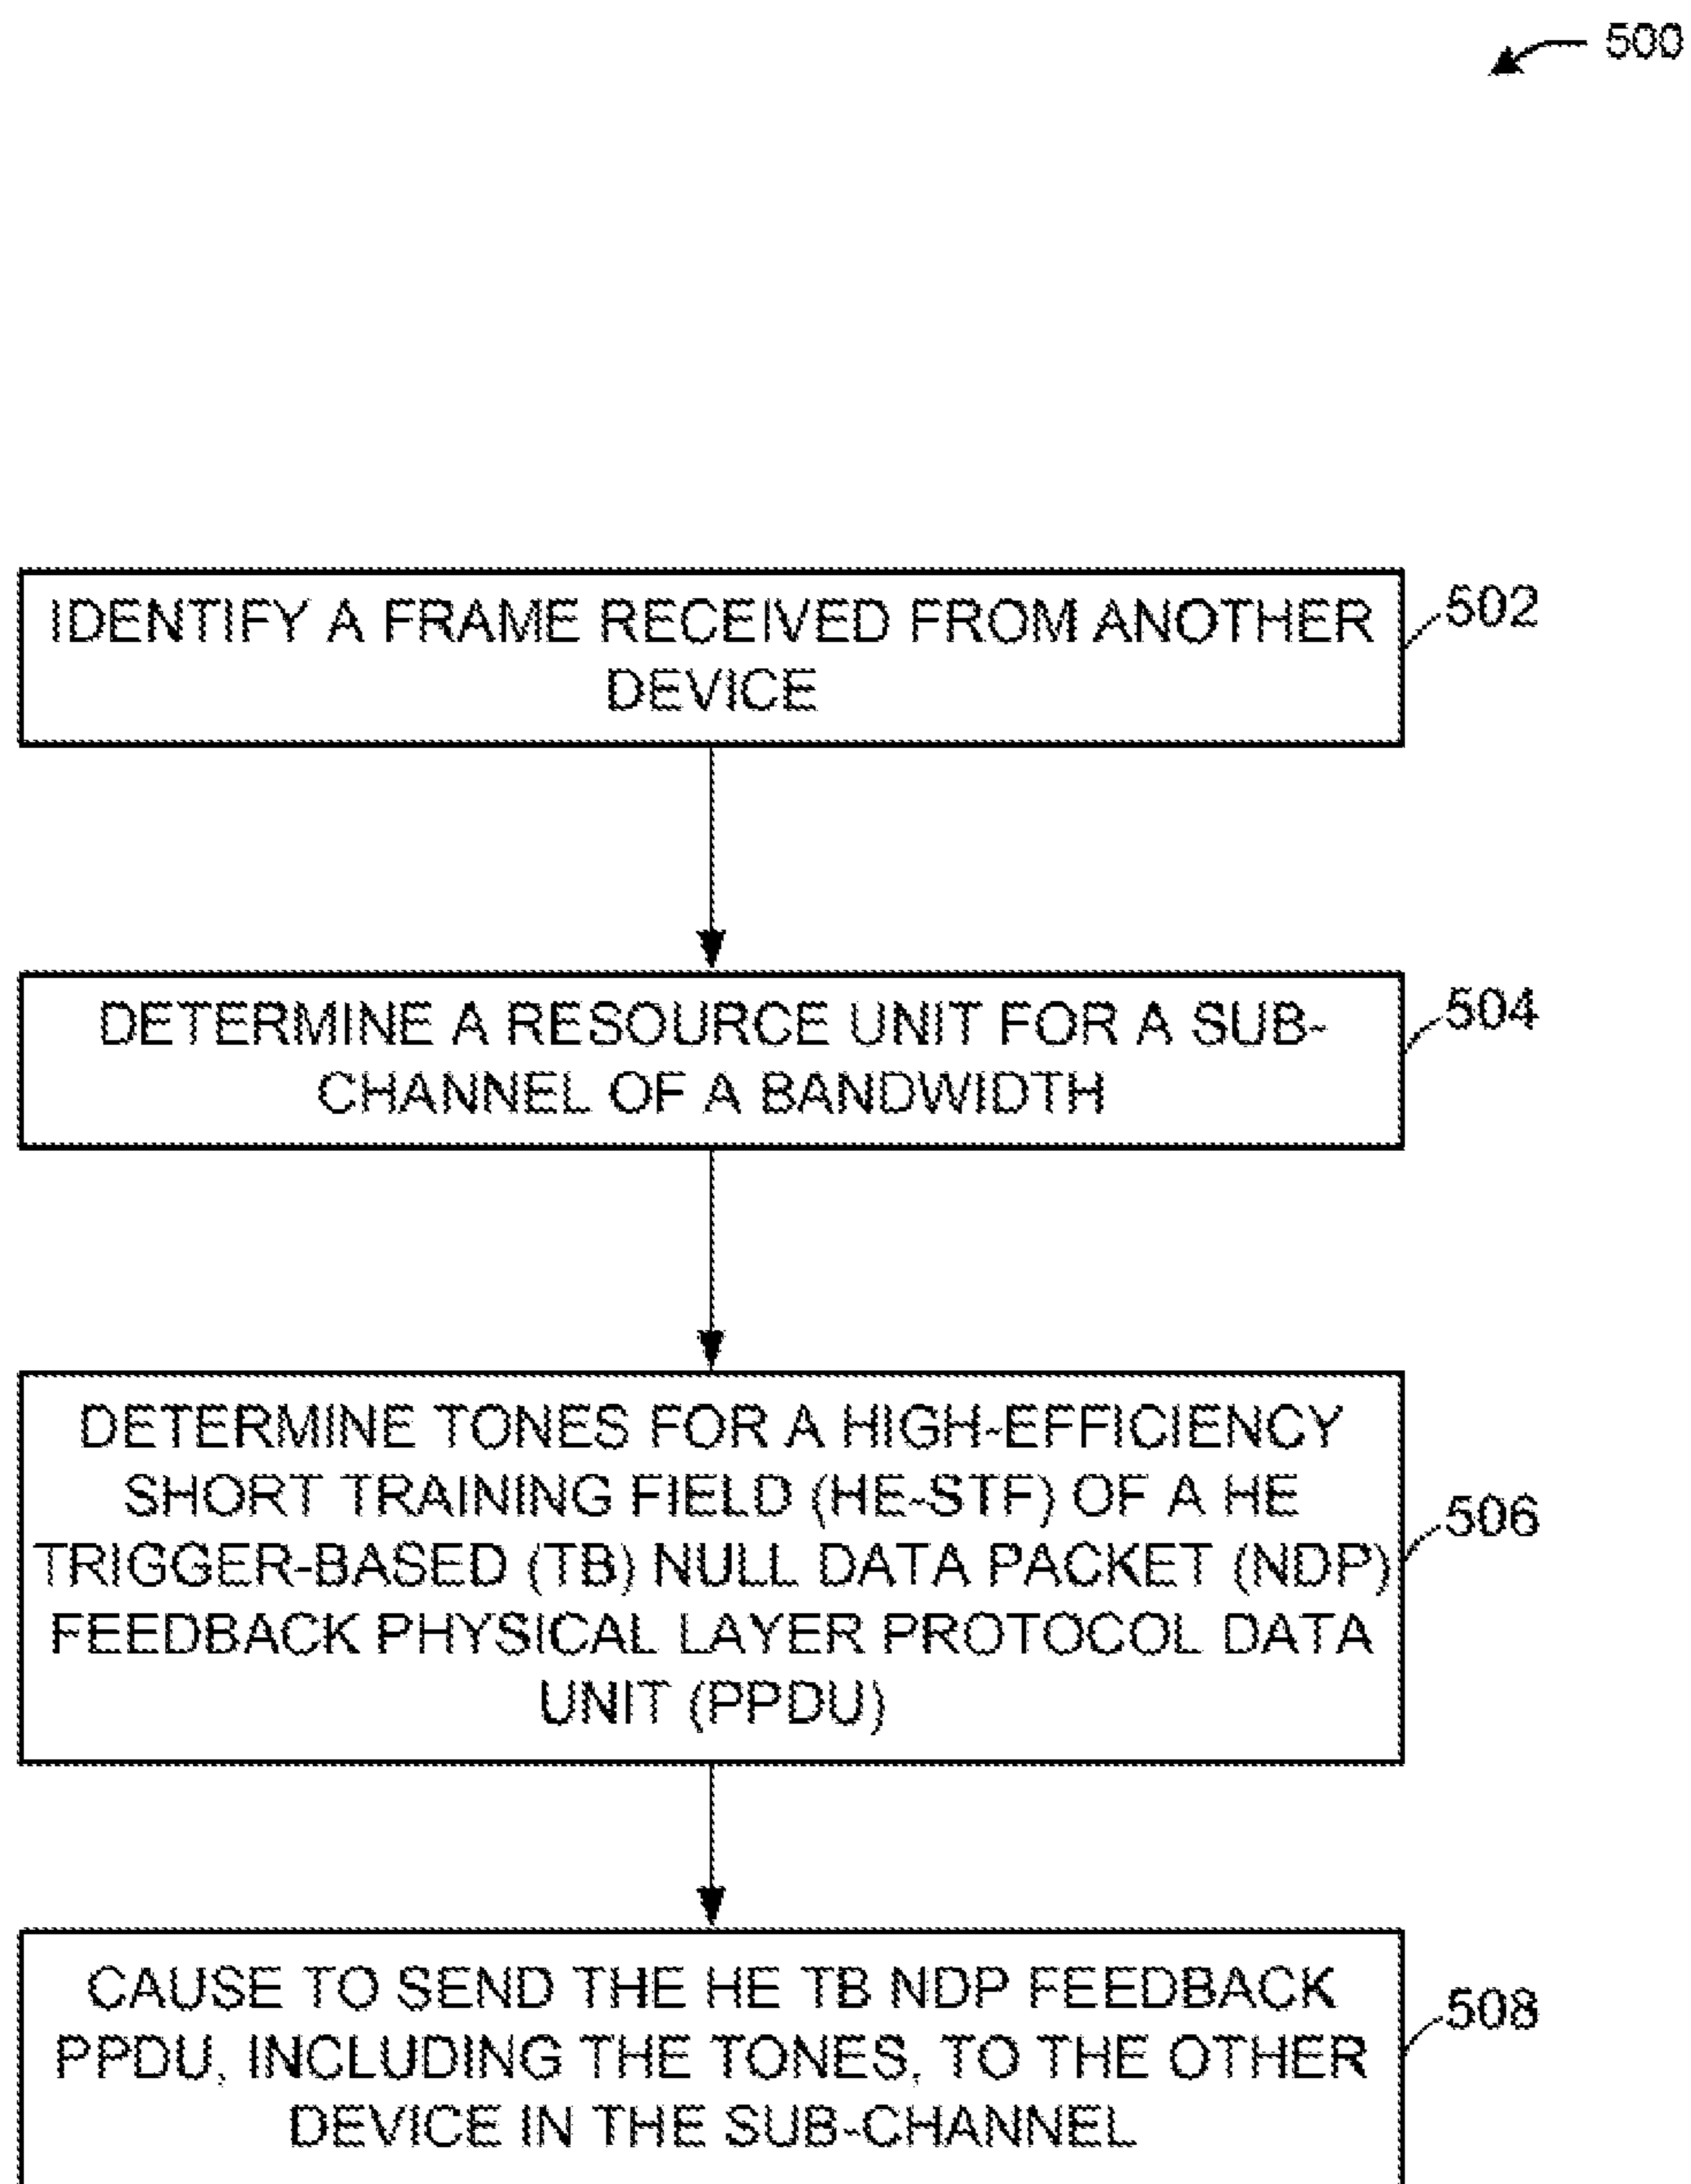 500
IDENTIFY A FRAME RECEIVED FROM ANOTHER
DEVICE
502
DETERMINE A RESOURCE UNIT FOR A SUB-
CHANNEL OF A BANDWIDTH
504
DETERMINE TONES FOR A HIGH-EFFICIENCY
SHORT TRAINING FIELD (HE-STF) OF A HE
TRIGGER-BASED (TB) NULL DATA PACKET (NDP)
FEEDBACK PHYSICAL LAYER PROTOCOL DATA
UNIT (PPDU)
506
CAUSE TO SEND THE HE TB NDP FEEDBACK
PPDU, INCLUDING THE TONES, TO THE OTHER
DEVICE IN THE SUB-CHANNEL
508